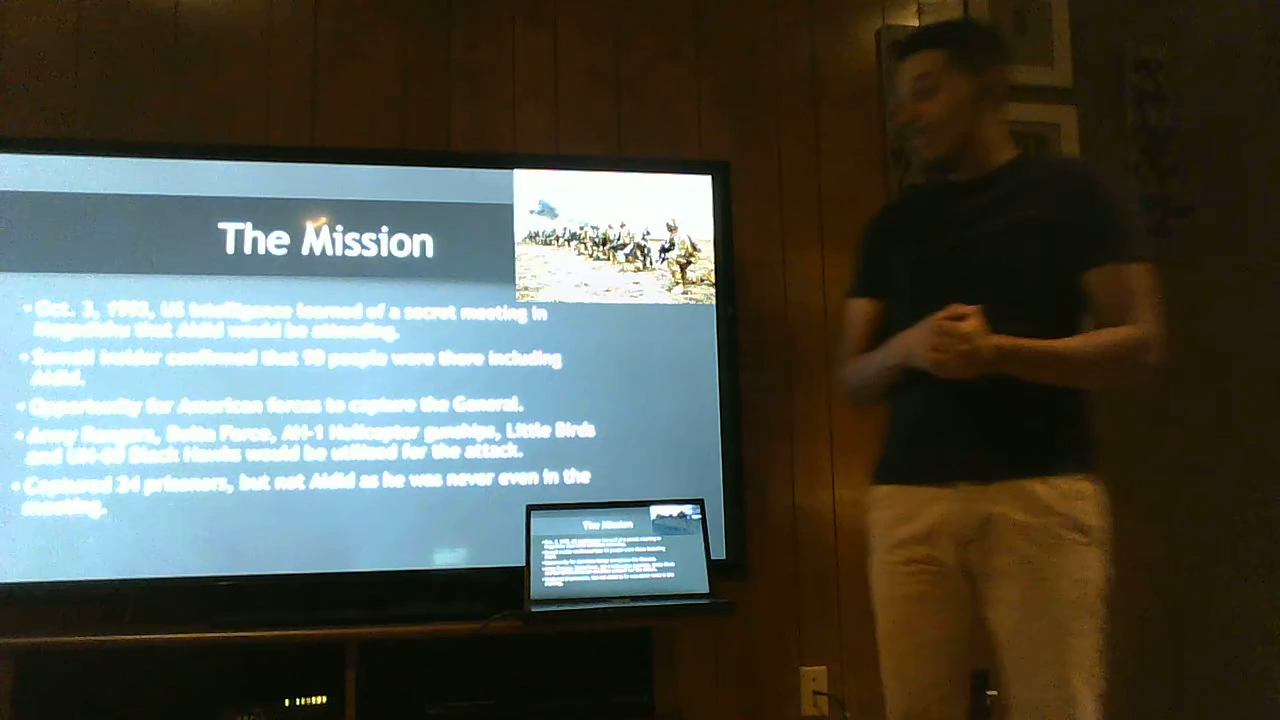 The Mission
• Oct. 3, 1993, US Intelligence learned of a secret meeting in
Mogadishu that Aidid would be attending.
• Somali insider confirmed that 90 people were there including
Aidid.
• Opportunity for American forces to capture the General.
• Army Rangers, Delta Force, AH-1 Helicopter gunships, Little Birds
and UH-60 Black Hawks would be utilized for the attack.
• Captured 24 prisoners, but not Aidid as he was never even in the
meeting.
The Mission